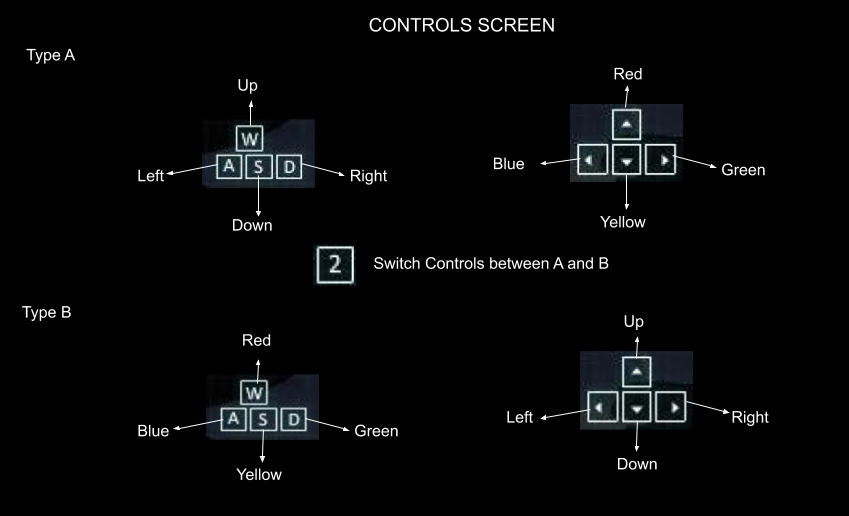 CONTROLS SCREEN
Type A
Up
W
A S D
Left
Right
Down
Red
Blue
Green
Yellow
2 Switch Controls between A and B
Type B
Red
W
A S D
Blue
Green
Yellow
Up
Left
Right
Down